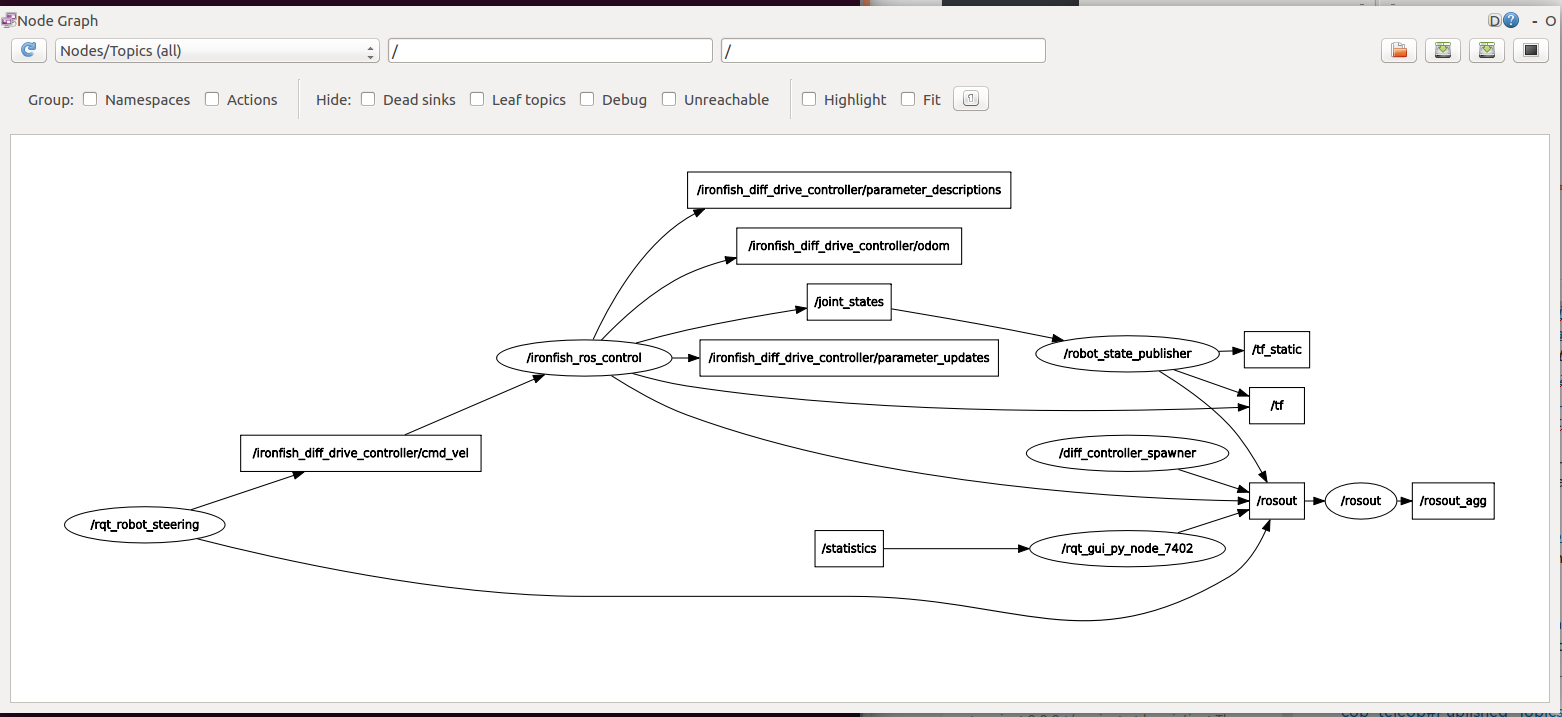 Node Graph
D ? - O
Nodes/Topics (all) / /
Group: Namespaces Actions Hide: Dead sinks Leaf topics Debug Unreachable Highlight Fit
/ironfish_diff_drive_controller/parameter_descriptions
/ironfish_diff_drive_controller/odom
/joint_states
/ironfish_ros_control
/ironfish_diff_drive_controller/parameter_updates
/robot_state_publisher
/tf_static
/tf
/ironfish_diff_drive_controller/cmd_vel
/diff_controller_spawner
/rosout
/rosout
/rosout_agg
/rqt_robot_steering
/statistics
/rqt_gui_py_node_7402